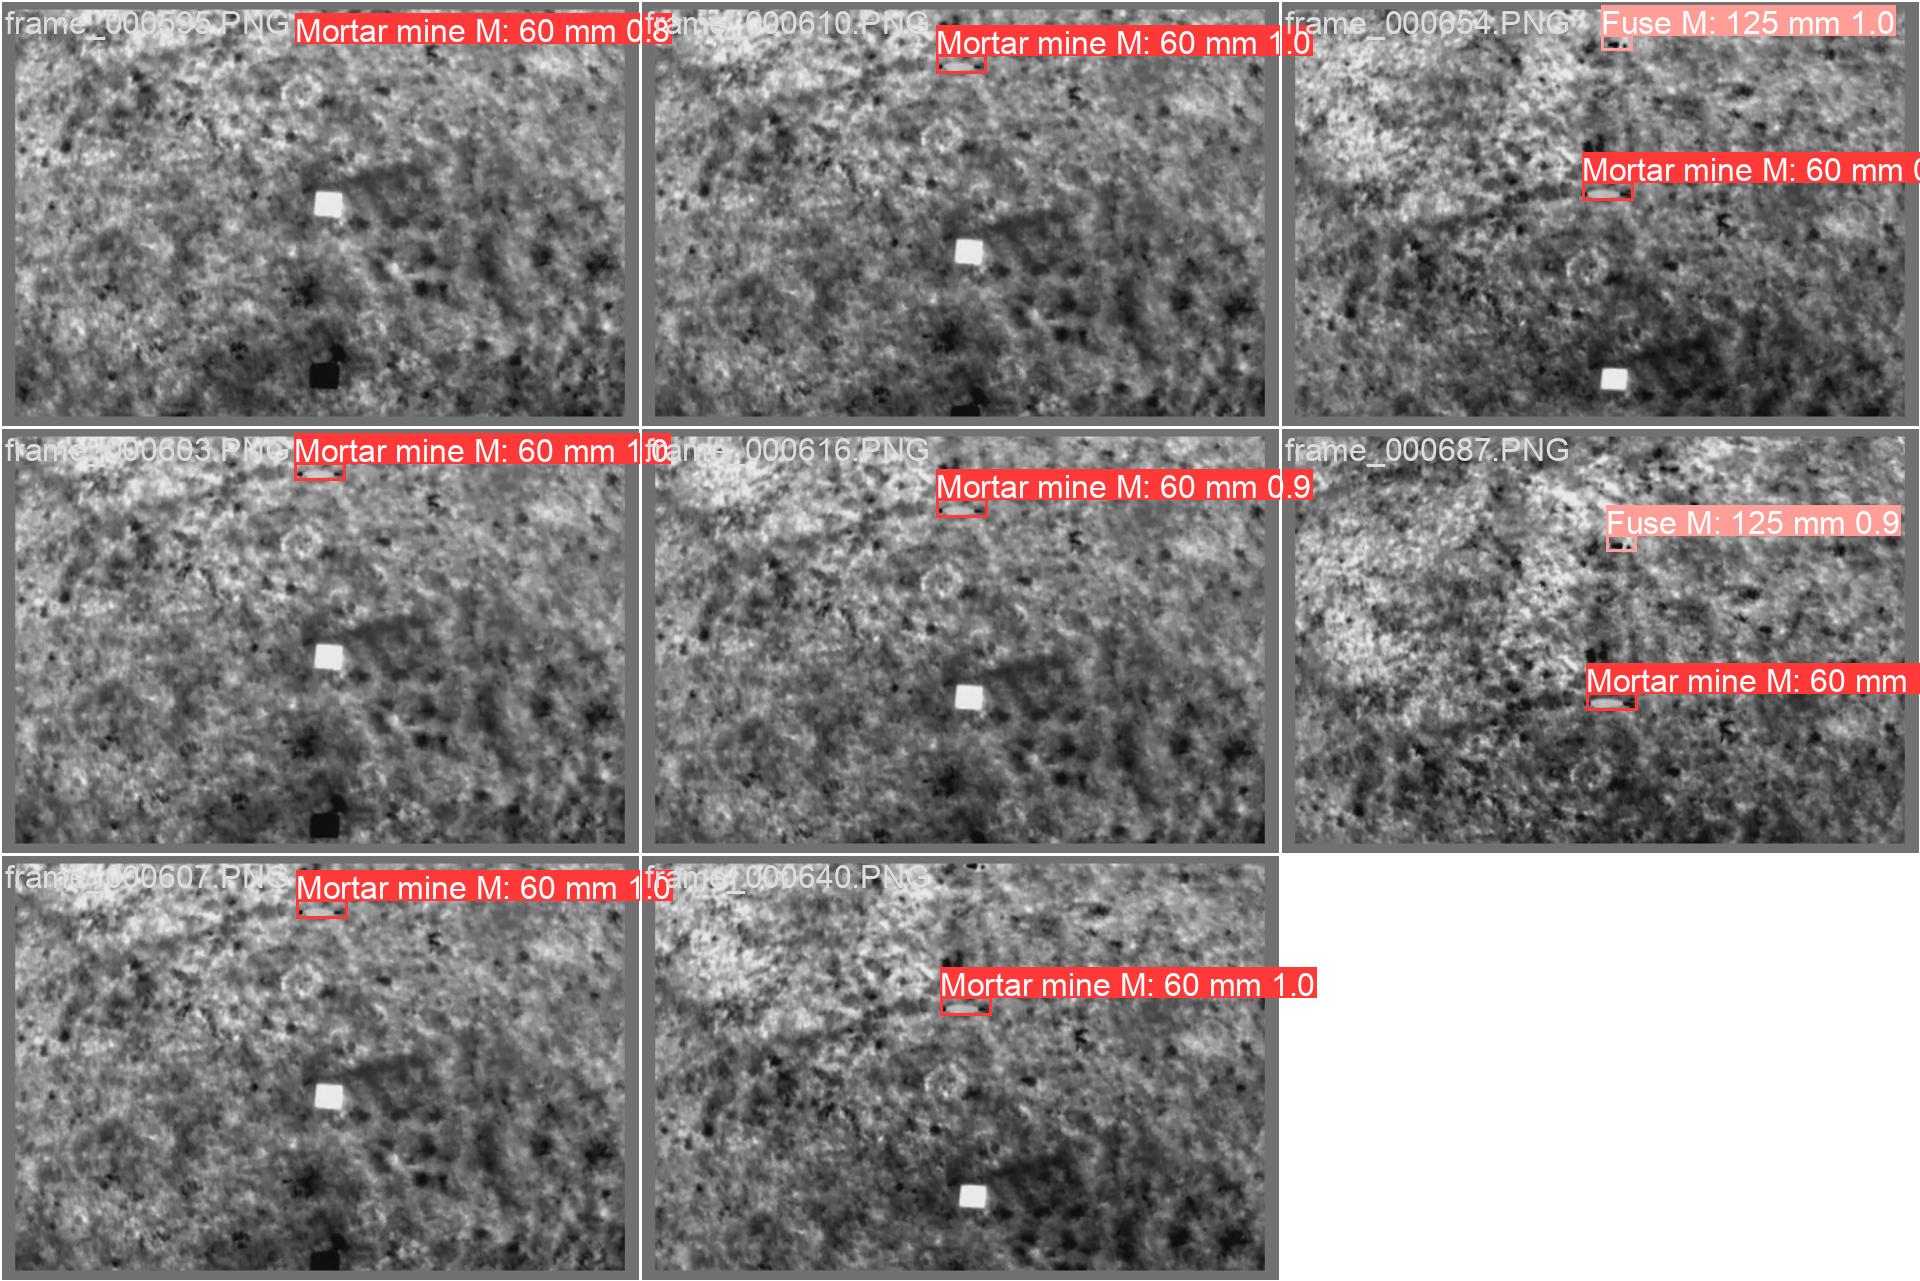 frame_000595.PNG
Mortar mine M: 60 mm 0.8
frame_000610.PNG
Mortar mine M: 60 mm 1.0
frame_000654.PNG
Fuse M: 125 mm 1.0
Mortar mine M: 60 mm
frame_000603.PNG
Mortar mine M: 60 mm 1.0
frame_000616.PNG
Mortar mine M: 60 mm 0.9
frame_000687.PNG
Fuse M: 125 mm 0.9
Mortar mine M: 60 mm
frame_000607.PNG
Mortar mine M: 60 mm 1.0
frame_000640.PNG
Mortar mine M: 60 mm 1.0